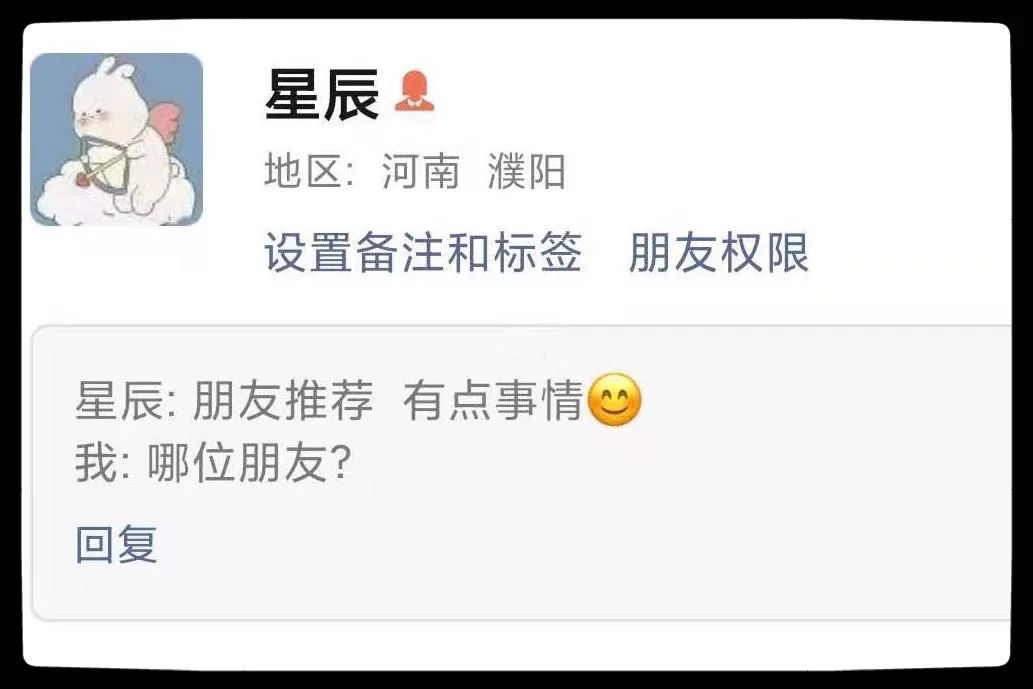 星辰
地区: 河南 濮阳
设置备注和标签 朋友权限
星辰: 朋友推荐 有点事情😊
我: 哪位朋友?
回复